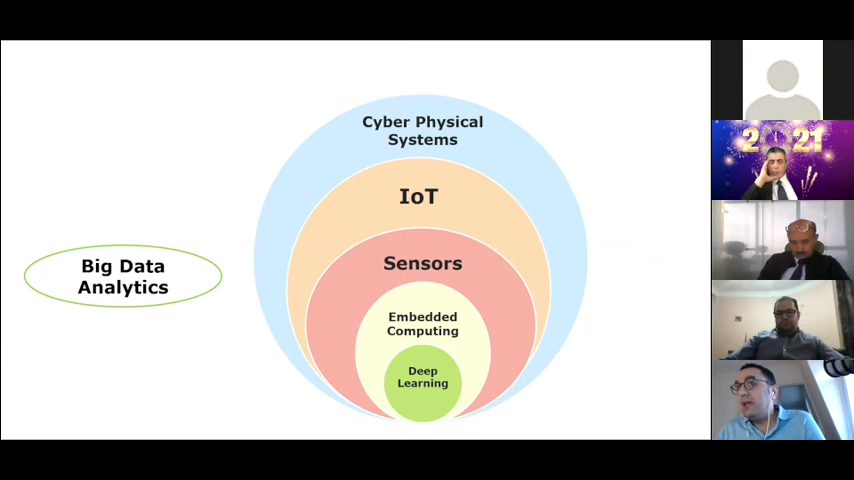 Cyber Physical
Systems
IoT
Sensors
Big Data
Analytics
Embedded
Computing
Deep
Learning
2021